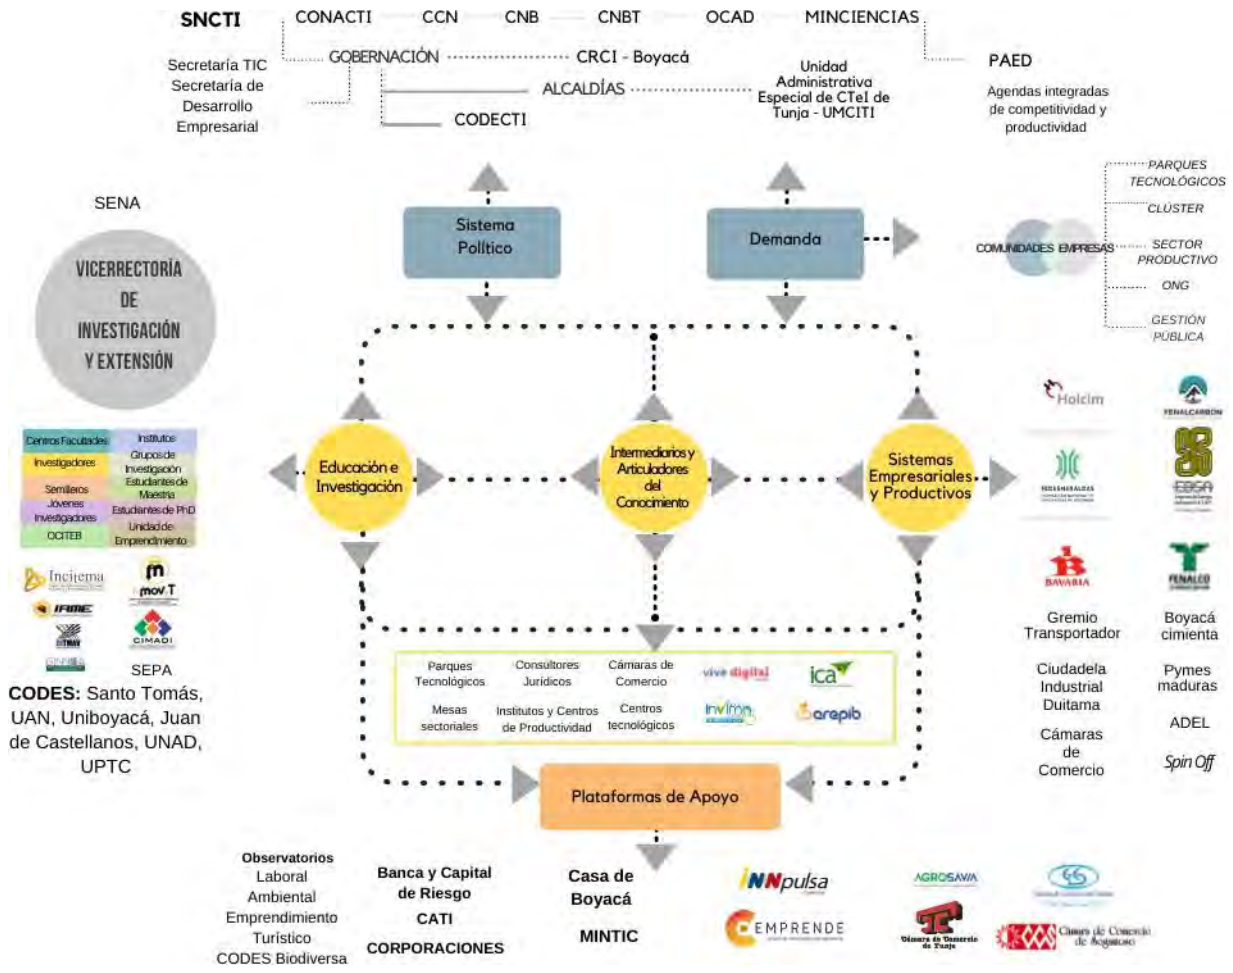 SNCTI
CONACTI CCN CNB CNBT OCAD MINCIENCIAS
GOBERNACIÓN
CRCI - Boyacá
Secretaría TIC
Secretaría de
Desarrollo
Empresarial
ALCALDÍAS
CODECTI
Unidad
Administrativa
Especial de CTeI de
Tunja - UMCITI
PAED
Agendas integradas
de competitividad y
productividad
Sistema
Político
Demanda
COMUNIDADES EMPRESAS
PARQUES
TECNOLÓGICOS
CLÚSTER
SECTOR
PRODUCTIVO
ONG
GESTIÓN
PÚBLICA
SENA
VICERRECTORÍA
DE
INVESTIGACIÓN
Y EXTENSIÓN
Centros Facultades
Investigadores
Semilleros
Jóvenes
Investigadores
OCITEB
Institutos
Grupos de
Investigación
Estudiantes de
Maestria
Estudiantes de PhD
Unidad de
Emprendimiento
Incitema
mov.T
IRME
CIMADI
SEPA
CODES: Santo Tomás,
UAN, Uniboyacá, Juan
de Castellanos, UNAD,
UPTC
Educación e
Investigación
Intermediarios y
Articuladores
del
Conocimiento
Sistemas
Empresariales
y Productivos
Holcim
FENALCARBON
FEDESMERALDAS
EBSA
BAVARIA
FENALCO
Gremio
Transportador
Ciudadela
Industrial
Duitama
Cámaras
de
Comercio
Boyacá
cimienta
Pymes
maduras
ADEL
Spin Off
Parques
Tecnológicos
Consultores
Jurídicos
Cámaras de
Comercio
vive digital
ica
Mesas
sectoriales
Institutos y Centros
de Productividad
Centros
tecnológicos
arepib
Plataformas de Apoyo
Observatorios
Laboral
Ambiental
Emprendimiento
Turístico
CODES Biodiversa
Banca y Capital
de Riesgo
CATI
CORPORACIONES
Casa de
Boyacá
MINTIC
iNNpulsa
EMPRENDE
AGROSAVIA
Cámara de Comercio
de Tunja
Cámara de Comercio
de Sogamoso